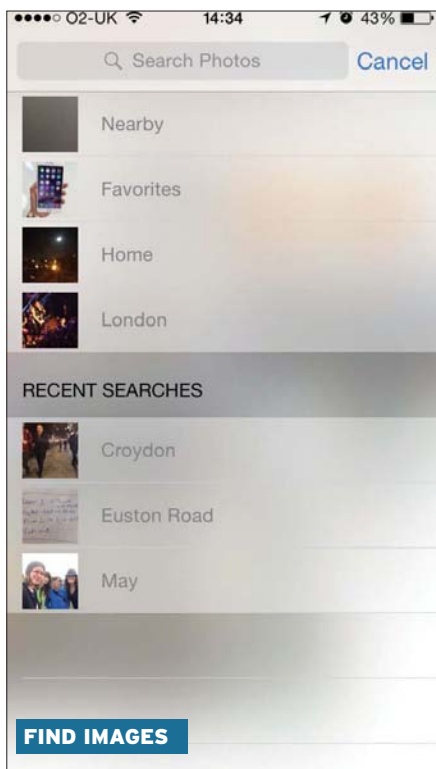 O2-UK 14:34 43%
Search Photos Cancel
Nearby
Favorites
Home
London
RECENT SEARCHES
Croydon
Euston Road
May
FIND IMAGES